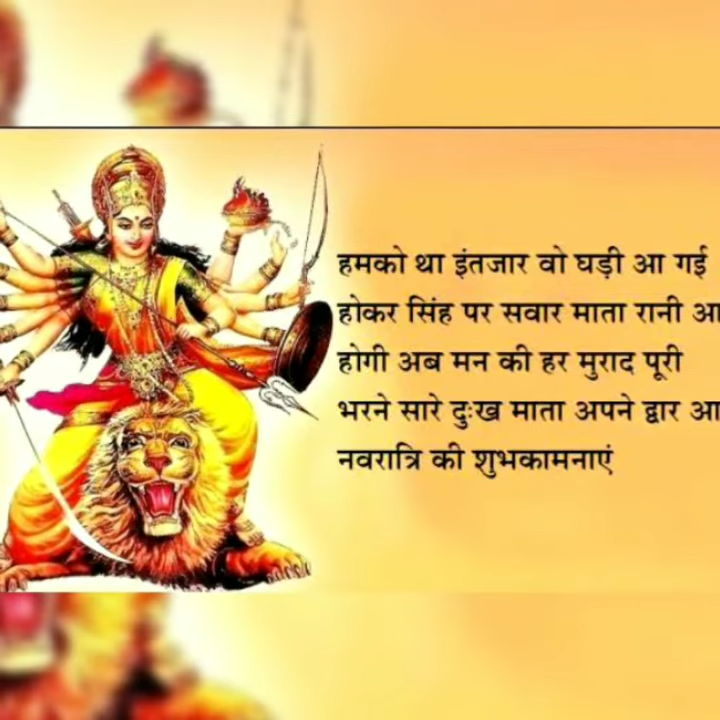 हमको था इंतजार वो घड़ी आ गई
होकर सिंह पर सवार माता रानी आ
होगी अब मन की हर मुराद पूरी
भरने सारे दुःख माता अपने द्वार आ
नवरात्रि की शुभकामनाएं